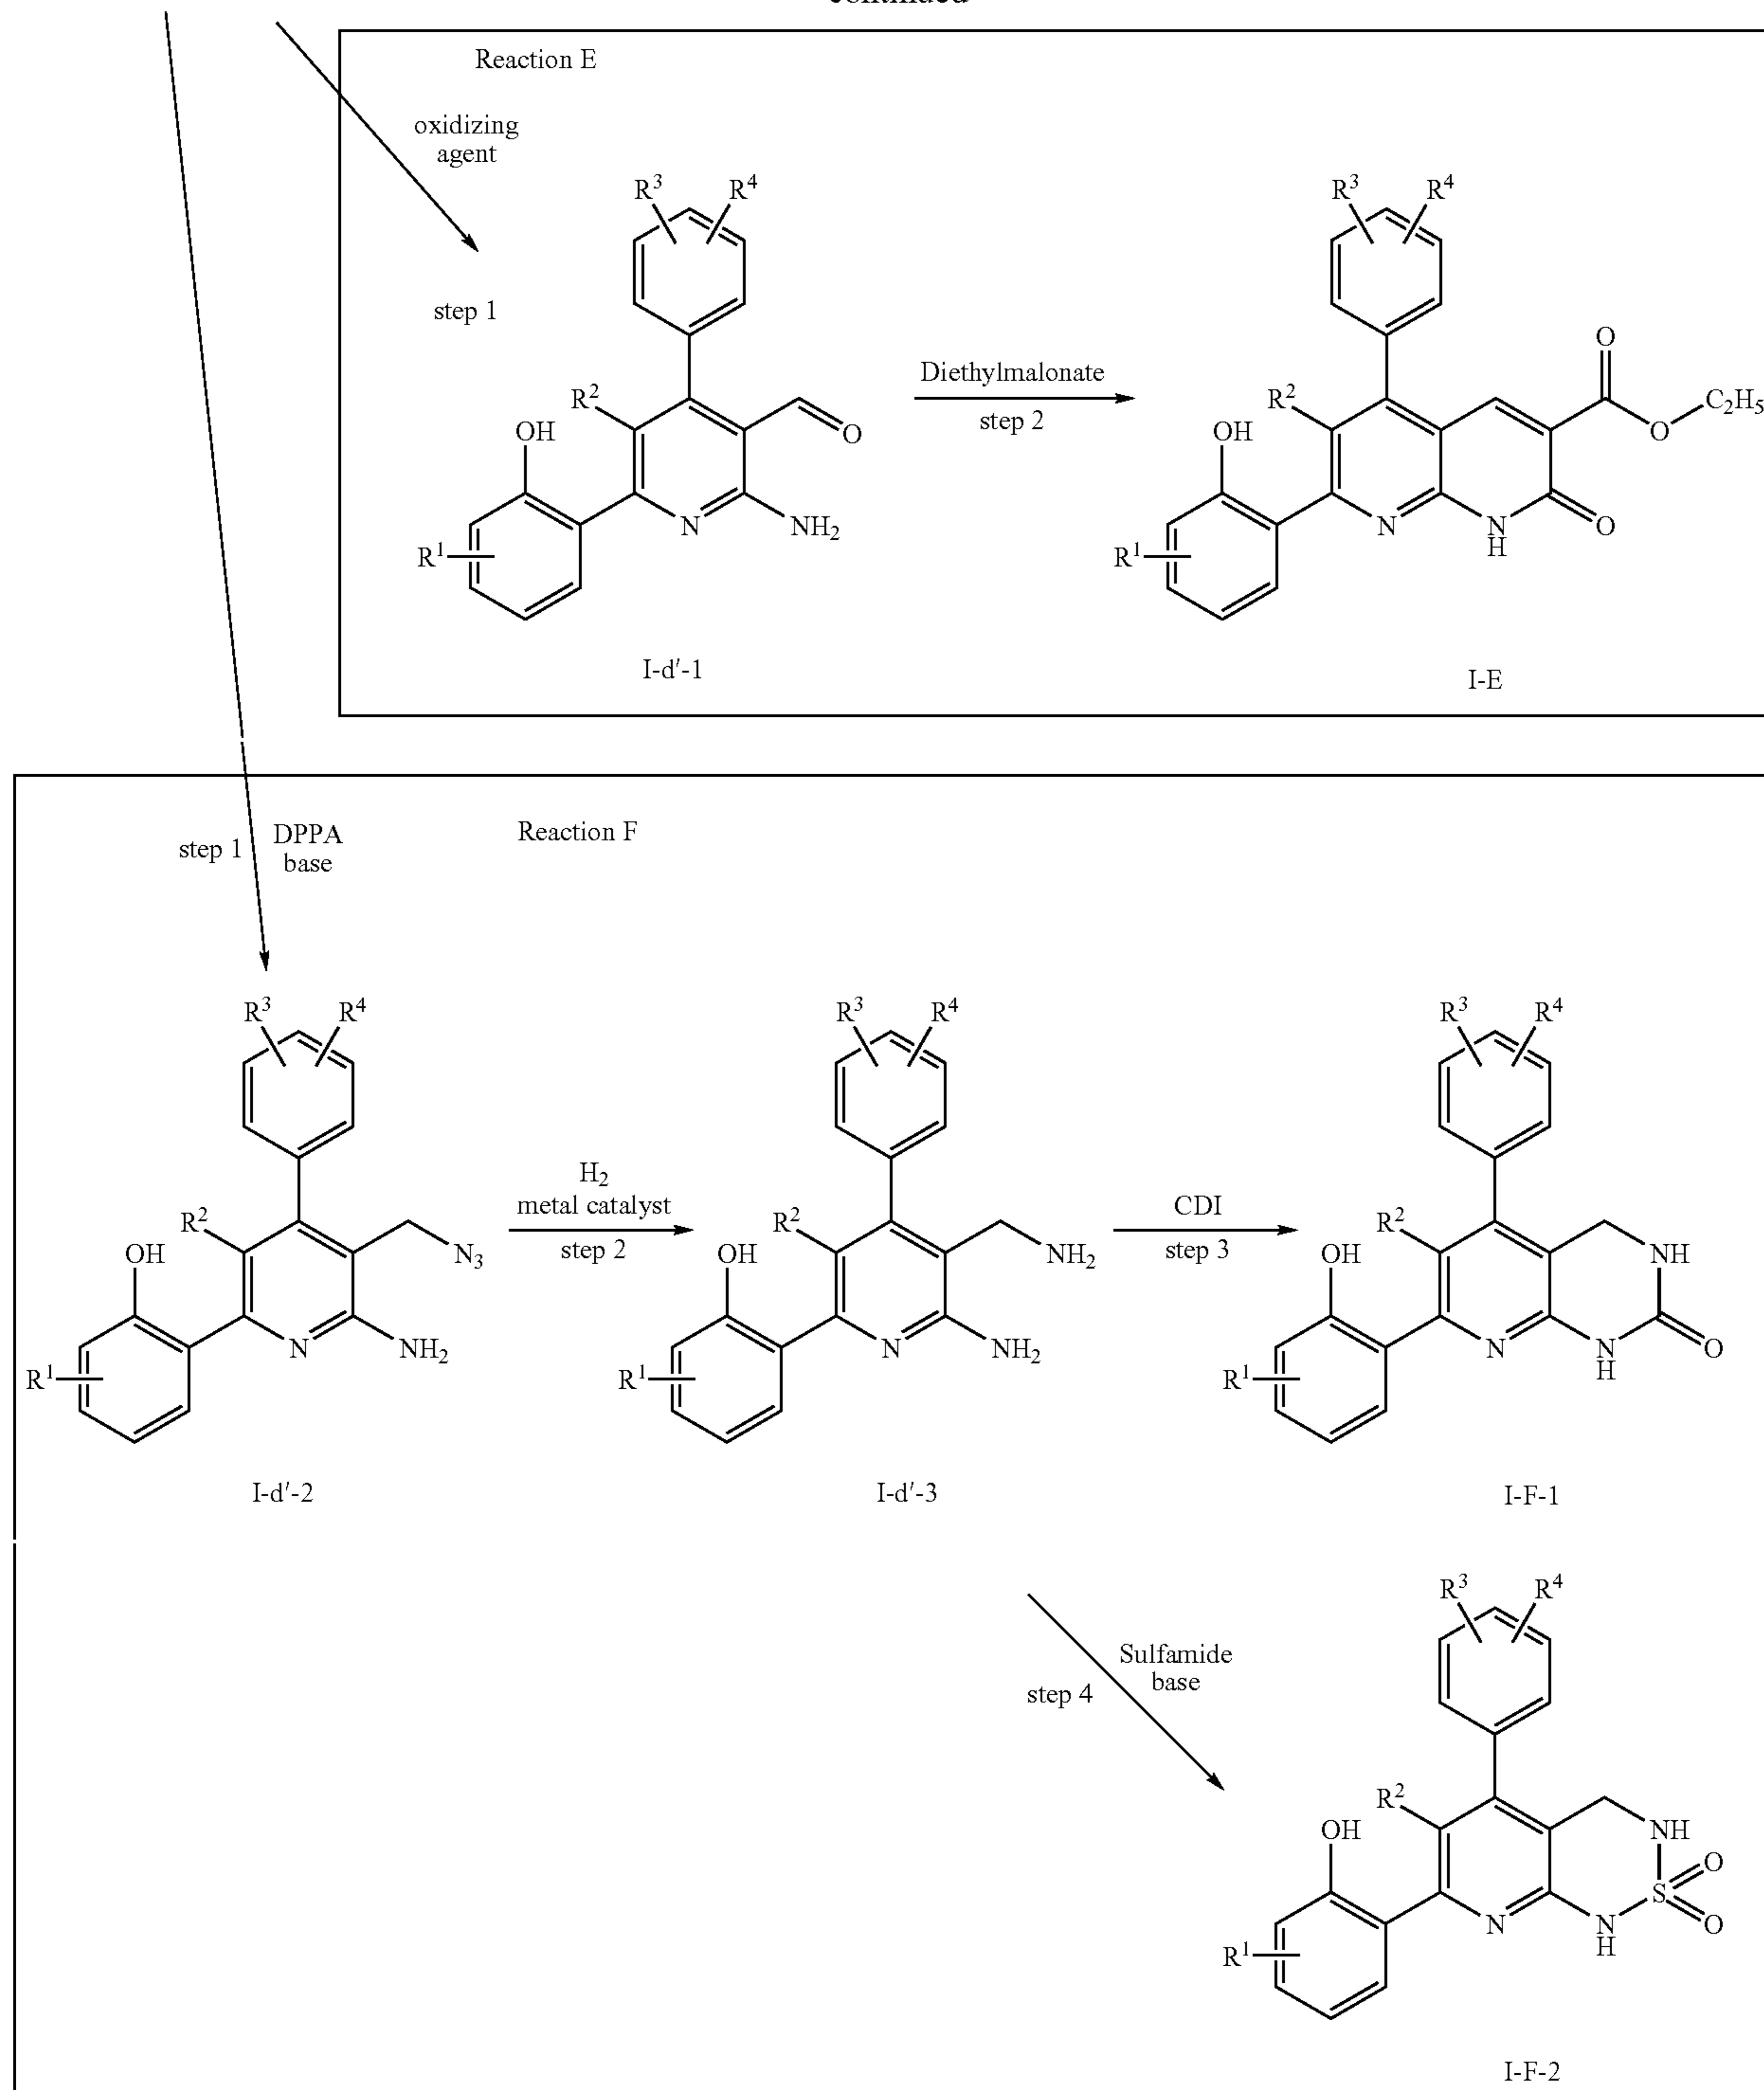 Reaction E
oxidizing
agent
step 1
R³ R⁴
R²
OH
O
N
NH₂
R¹
I-d'-1
Diethylmalonate
step 2
R³ R⁴
O
R²
C₂H₅
OH
O
N
N
H
O
R¹
I-E
Reaction F
step 1
DPPA
base
R³ R⁴
R²
OH
N₃
N
NH₂
R¹
I-d'-2
H₂
metal catalyst
step 2
R³ R⁴
R²
OH
NH₂
N
NH₂
R¹
I-d'-3
CDI
step 3
R³ R⁴
R²
OH
NH
N
N
H
O
R¹
I-F-1
Sulfamide
base
step 4
R³ R⁴
R²
OH
NH
O
S
O
N
N
H
R¹
I-F-2